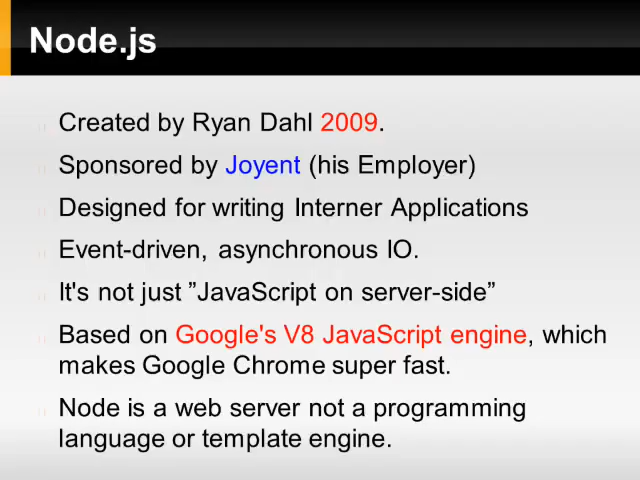 Node.js
Created by Ryan Dahl 2009.
Sponsored by Joyent (his Employer)
Designed for writing Interner Applications
Event-driven, asynchronous IO.
It's not just ”JavaScript on server-side”
Based on Google's V8 JavaScript engine, which
makes Google Chrome super fast.
Node is a web server not a programming
language or template engine.